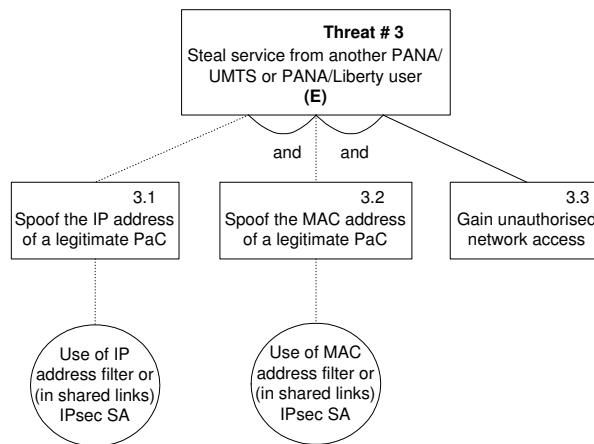 Threat # 3
Steal service from another PANA/
UMTS or PANA/Liberty user
(E)
and
and
3.1
Spoof the IP address
of a legitimate PaC
3.2
Spoof the MAC address
of a legitimate PaC
3.3
Gain unauthorised
network access
Use of IP
address filter or
(in shared links)
IPsec SA
Use of MAC
address filter or
(in shared links)
IPsec SA